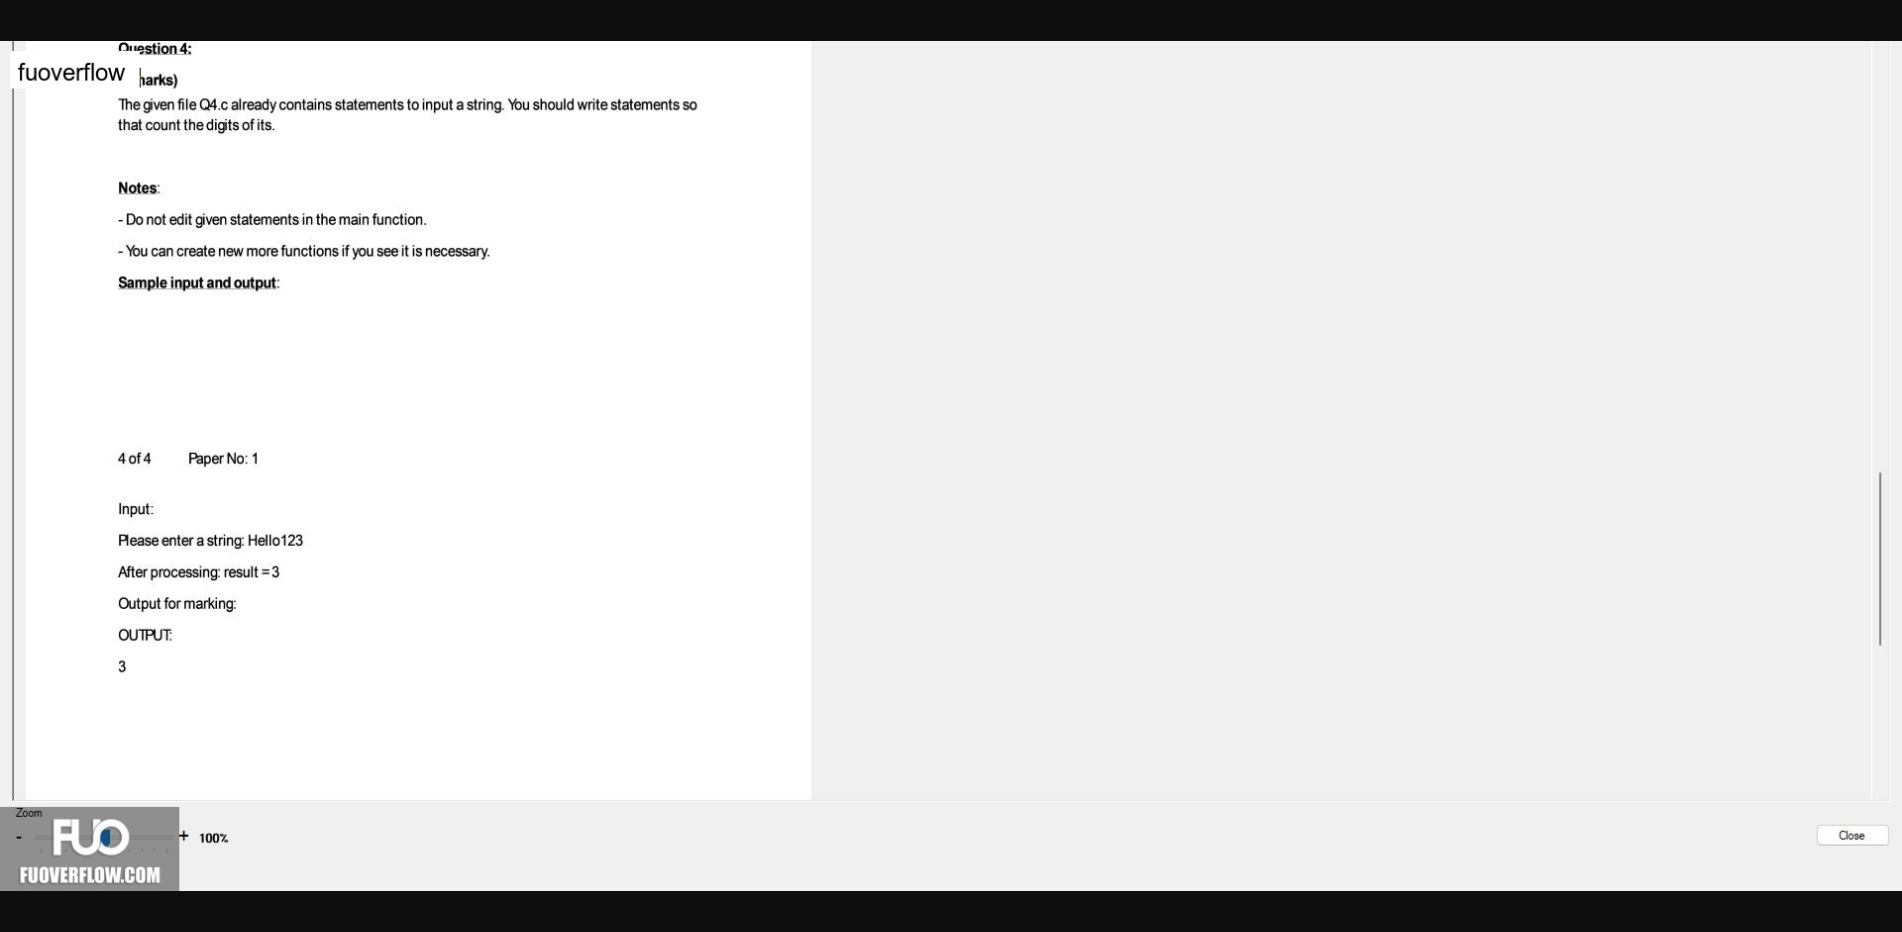 Question 4:
fuoverflow
arks)
The given file Q4.c already contains statements to input a string. You should write statements so
that count the digits of its.
Notes:
- Do not edit given statements in the main function.
- You can create new more functions if you see it is necessary.
Sample input and output:
4 of 4 Paper No: 1
Input:
Please enter a string: Hello123
After processing: result = 3
Output for marking:
OUTPUT:
3
Zoom
- + 100%
Close
FUO
FUOVERFLOW.COM